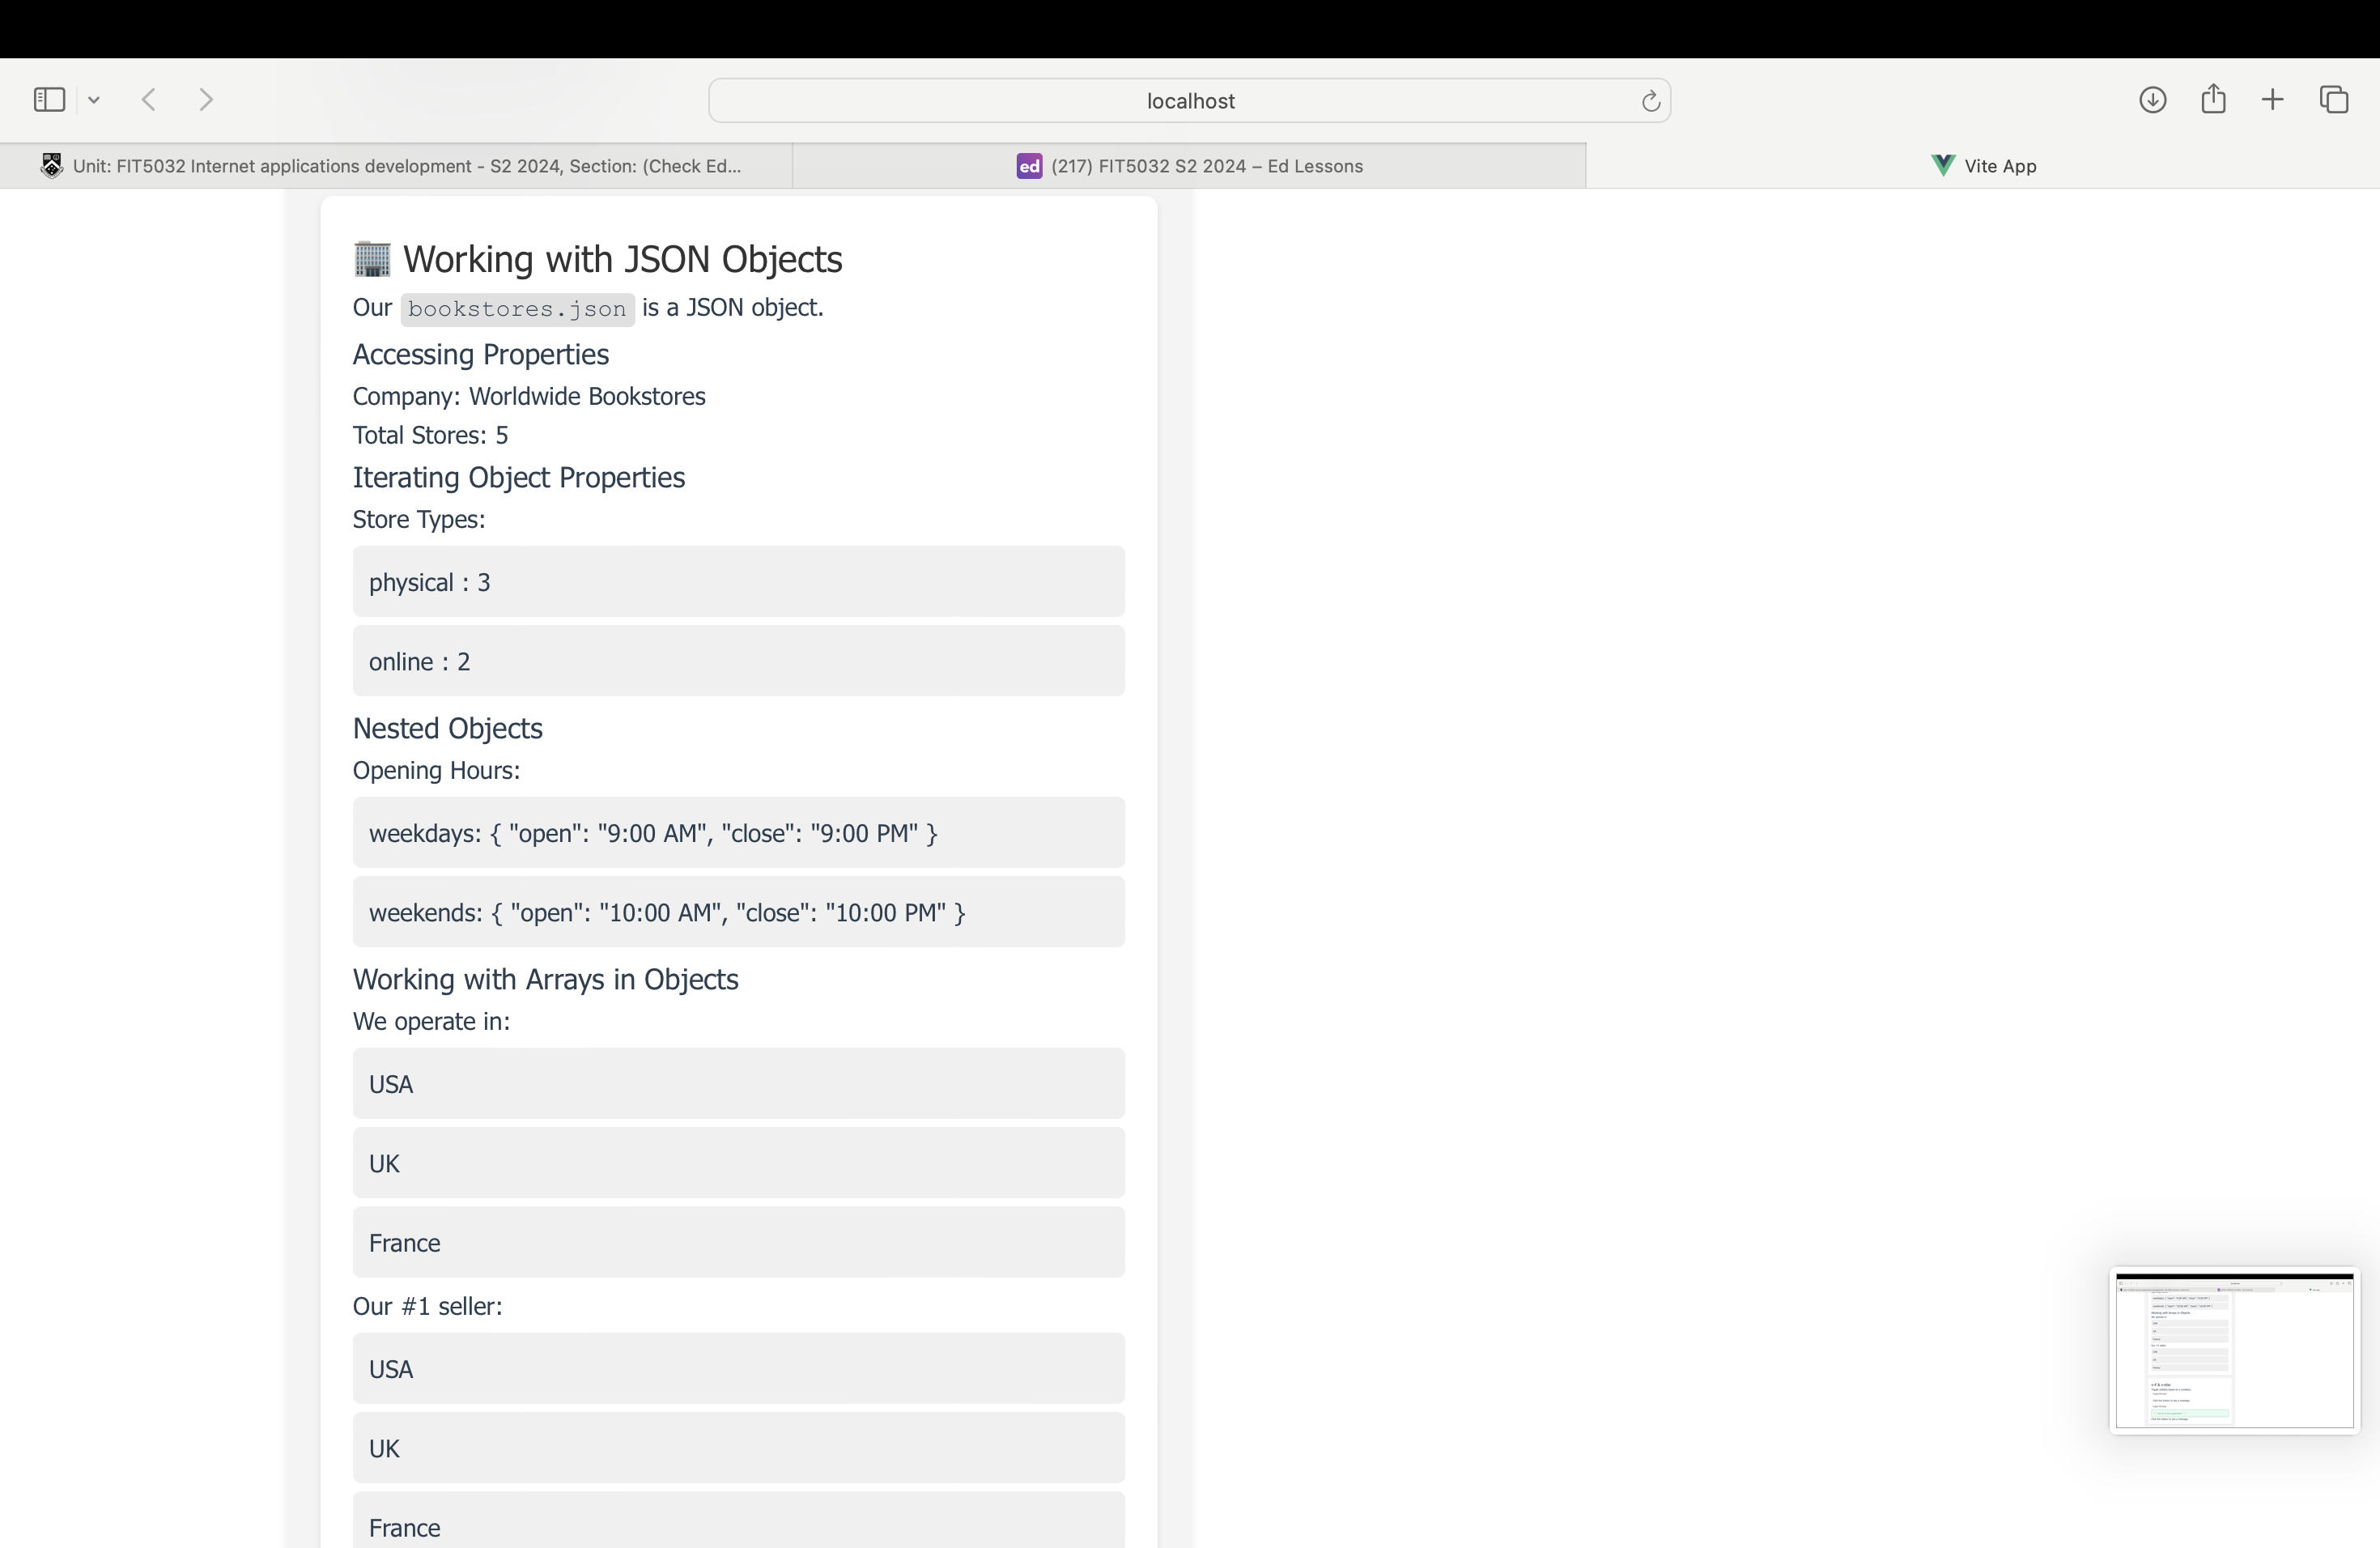 localhost
Unit: FIT5032 Internet applications development - S2 2024, Section: (Check Ed...
ed (217) FIT5032 S2 2024 – Ed Lessons
Vite App
Working with JSON Objects
Our bookstores.json is a JSON object.
Accessing Properties
Company: Worldwide Bookstores
Total Stores: 5
Iterating Object Properties
Store Types:
physical : 3
online : 2
Nested Objects
Opening Hours:
weekdays: { "open": "9:00 AM", "close": "9:00 PM" }
weekends: { "open": "10:00 AM", "close": "10:00 PM" }
Working with Arrays in Objects
We operate in:
USA
UK
France
Our #1 seller:
USA
UK
France